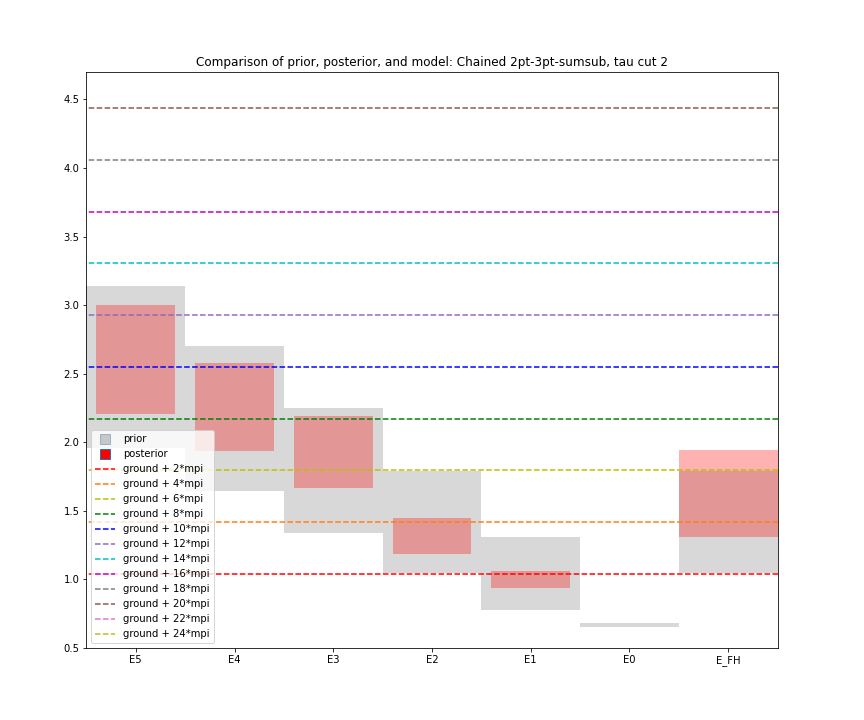 Comparison of prior, posterior, and model: Chained 2pt-3pt-sumsub, tau cut 2
4.5
4.0
3.5
3.0
2.5
2.0
1.5
1.0
0.5
prior
posterior
ground + 2*mpi
ground + 4*mpi
ground + 6*mpi
ground + 8*mpi
ground + 10*mpi
ground + 12*mpi
ground + 14*mpi
ground + 16*mpi
ground + 18*mpi
ground + 20*mpi
ground + 22*mpi
ground + 24*mpi
E5 E4 E3 E2 E1 E0 E_FH